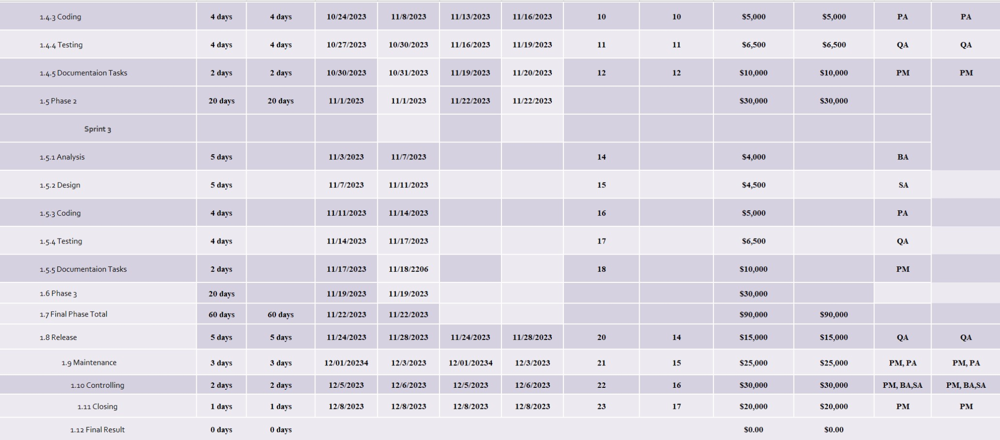 1.4.3 Coding 4 days 4 days 10/24/2023 11/8/2023 11/13/2023 11/16/2023 10 10 $5,000 $5,000 PA PA
1.4.4 Testing 4 days 4 days 10/27/2023 10/30/2023 11/16/2023 11/19/2023 11 11 $6,500 $6,500 QA QA
1.4.5 Documentaion Tasks 2 days 2 days 10/30/2023 10/31/2023 11/19/2023 11/20/2023 12 12 $10,000 $10,000 PM PM
1.5 Phase 2 20 days 20 days 11/1/2023 11/1/2023 11/22/2023 11/22/2023 $30,000 $30,000
Sprint 3
1.5.1 Analysis 5 days 11/3/2023 11/7/2023 14 $4,000 BA
1.5.2 Design 5 days 11/7/2023 11/11/2023 15 $4,500 SA
1.5.3 Coding 4 days 11/11/2023 11/14/2023 16 $5,000 PA
1.5.4 Testing 4 days 11/14/2023 11/17/2023 17 $6,500 QA
1.5.5 Documentaion Tasks 2 days 11/17/2023 11/18/2206 18 $10,000 PM
1.6 Phase 3 20 days 11/19/2023 11/19/2023 $30,000
1.7 Final Phase Total 60 days 60 days 11/22/2023 11/22/2023 $90,000 $90,000
1.8 Release 5 days 5 days 11/24/2023 11/28/2023 11/24/2023 11/28/2023 20 14 $15,000 $15,000 QA QA
1.9 Maintenance 3 days 3 days 12/01/20234 12/3/2023 12/01/20234 12/3/2023 21 15 $25,000 $25,000 PM, PA PM, PA
1.10 Controlling 2 days 2 days 12/5/2023 12/6/2023 12/5/2023 12/6/2023 22 16 $30,000 $30,000 PM, BA,SA PM, BA,SA
1.11 Closing 1 days 1 days 12/8/2023 12/8/2023 12/8/2023 12/8/2023 23 17 $20,000 $20,000 PM PM
1.12 Final Result 0 days 0 days $0.00 $0.00